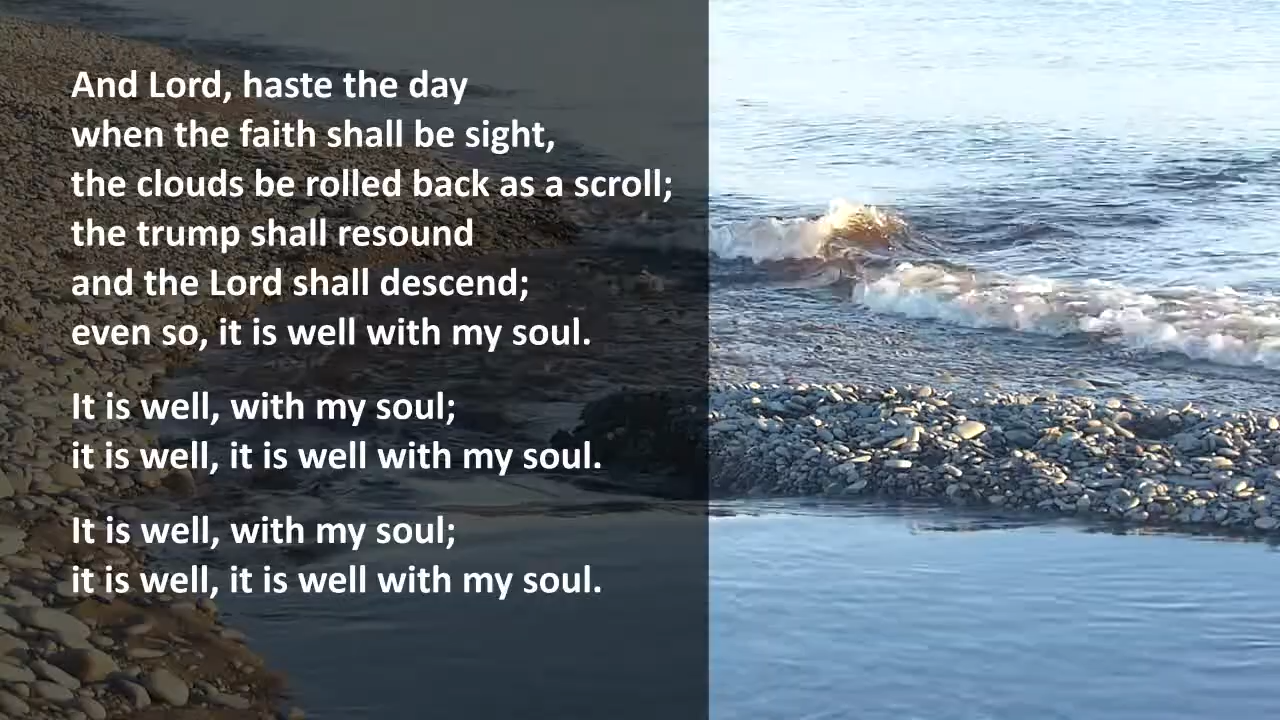 And Lord, haste the day
when the faith shall be sight,
the clouds be rolled back as a scroll;
the trump shall resound
and the Lord shall descend;
even so, it is well with my soul.
It is well, with my soul;
it is well, it is well with my soul.
It is well, with my soul;
it is well, it is well with my soul.